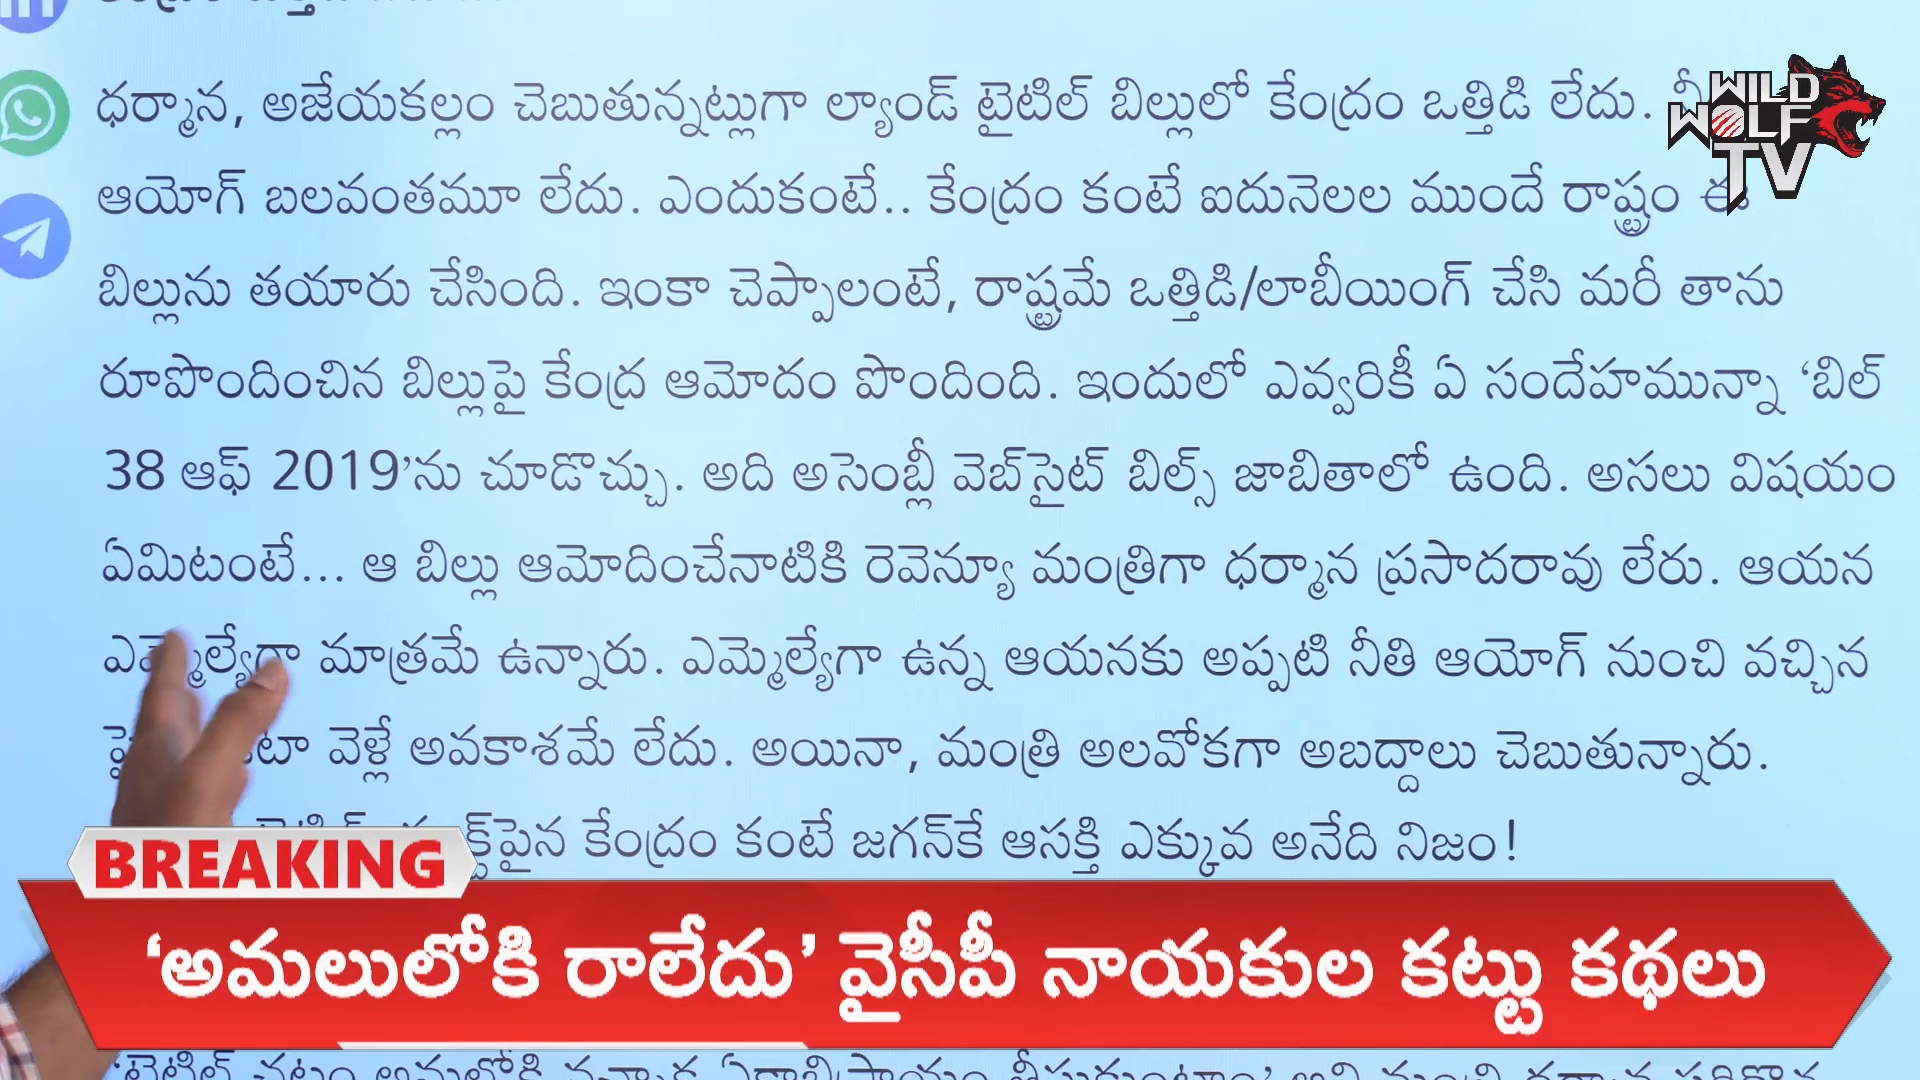 ధర్మాన, అజేయకల్లం చెబుతున్నట్లుగా ల్యాండ్ టైటిల్ బిల్లులో కేంద్రం ఒత్తిడి లేదు.
WILD
WOLF
TV
ఆయోగ్ బలవంతమూ లేదు. ఎందుకంటే.. కేంద్రం కంటే ఐదునెలల ముందే రాష్ట్రం ఈ
బిల్లును తయారు చేసింది. ఇంకా చెప్పాలంటే, రాష్ట్రమే ఒత్తిడి/లాబీయింగ్ చేసి మరీ తాను
రూపొందించిన బిల్లుపై కేంద్ర ఆమోదం పొందింది. ఇందులో ఎవ్వరికీ ఏ సందేహమున్నా ‘బిల్
38 ఆఫ్ 2019’ను చూడొచ్చు. అది అసెంబ్లీ వెబ్‌సైట్ బిల్స్ జాబితాలో ఉంది. అసలు విషయం
ఏమిటంటే... ఆ బిల్లు ఆమోదించేనాటికి రెవెన్యూ మంత్రిగా ధర్మాన ప్రసాదరావు లేరు. ఆయన
ఎమ్మెల్యేగా మాత్రమే ఉన్నారు. ఎమ్మెల్యేగా ఉన్న ఆయనకు అప్పటి నీతి ఆయోగ్ నుంచి వచ్చిన
వెళ్లే అవకాశమే లేదు. అయినా, మంత్రి అలవోకగా అబద్దాలు చెబుతున్నారు.
కేంద్రం కంటే జగన్‌కే ఆసక్తి ఎక్కువ అనేది నిజం!
BREAKING
‘అమలులోకి రాలేదు’ వైసీపీ నాయకుల కట్టు కథలు